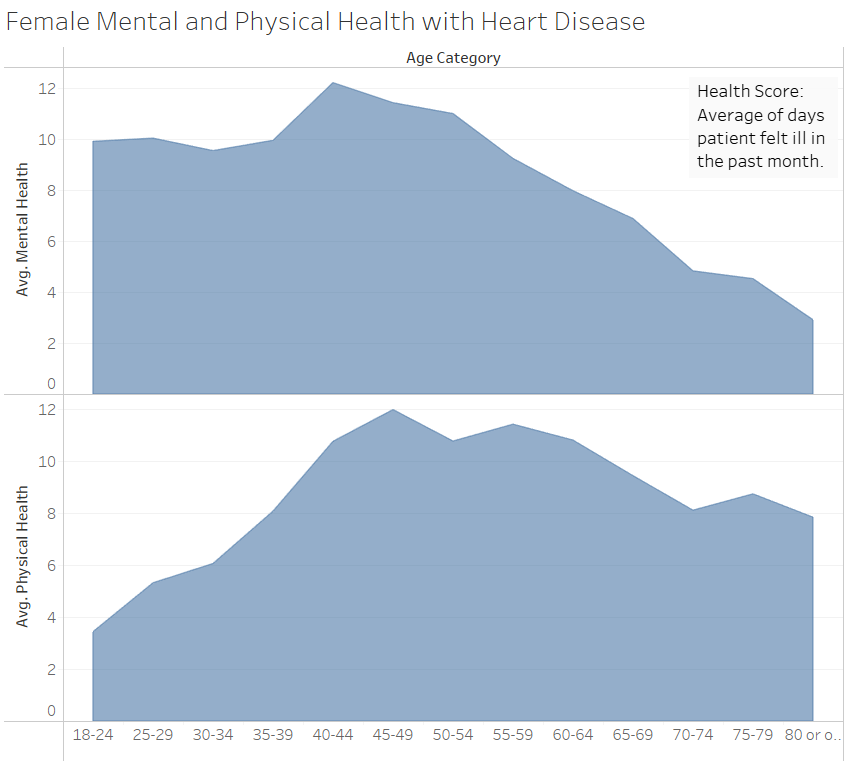 Female Mental and Physical Health with Heart Disease
Age Category
Health Score:
Average of days
patient felt ill in
the past month.
Avg. Mental Health
12
10
8
6
4
2
0
Avg. Physical Health
12
10
8
6
4
2
0
18-24 25-29 30-34 35-39 40-44 45-49 50-54 55-59 60-64 65-69 70-74 75-79 80 or o..